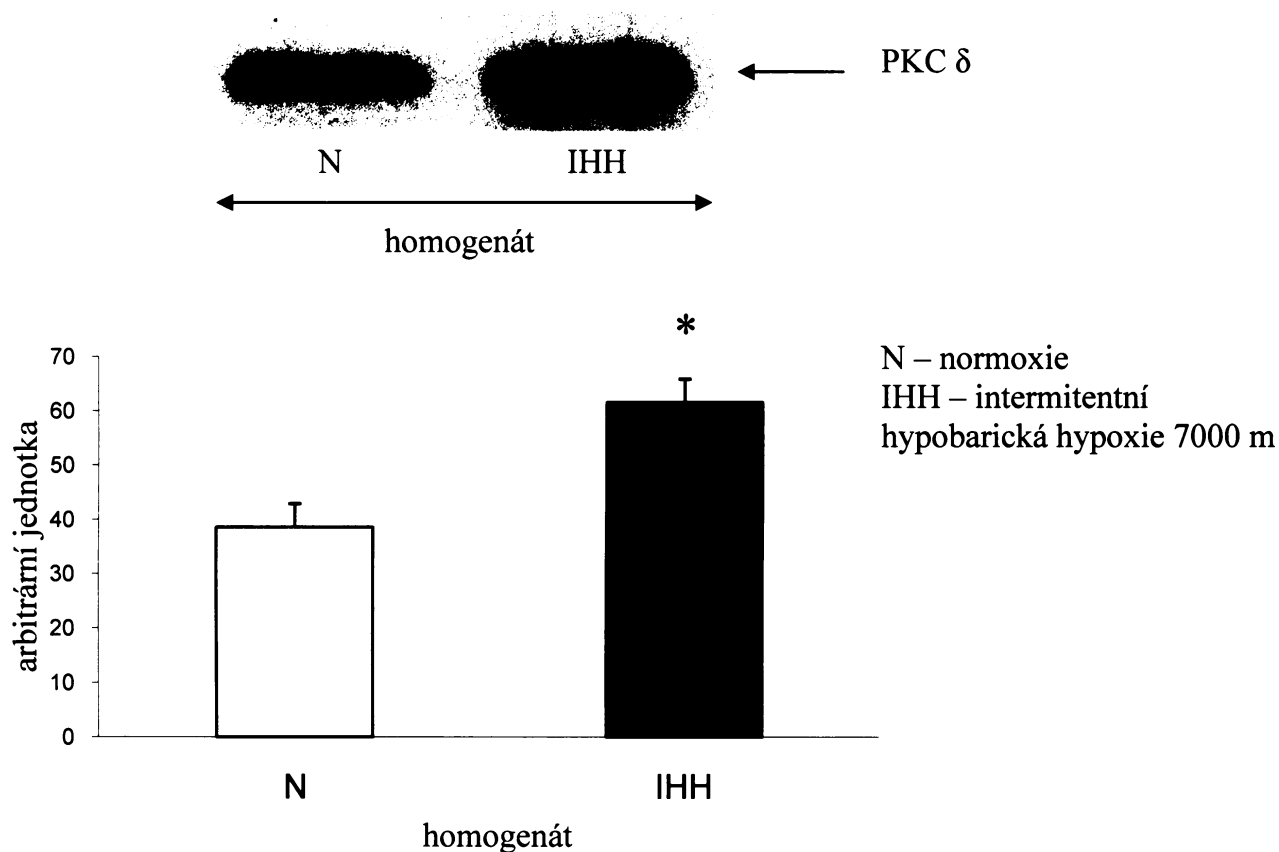 PKC δ
N IHH
homogenát
*
N – normoxie
IHH – intermitentní
hypobarická hypoxie 7000 m
arbitrární jednotka
70
60
50
40
30
20
10
0
N IHH
homogenát